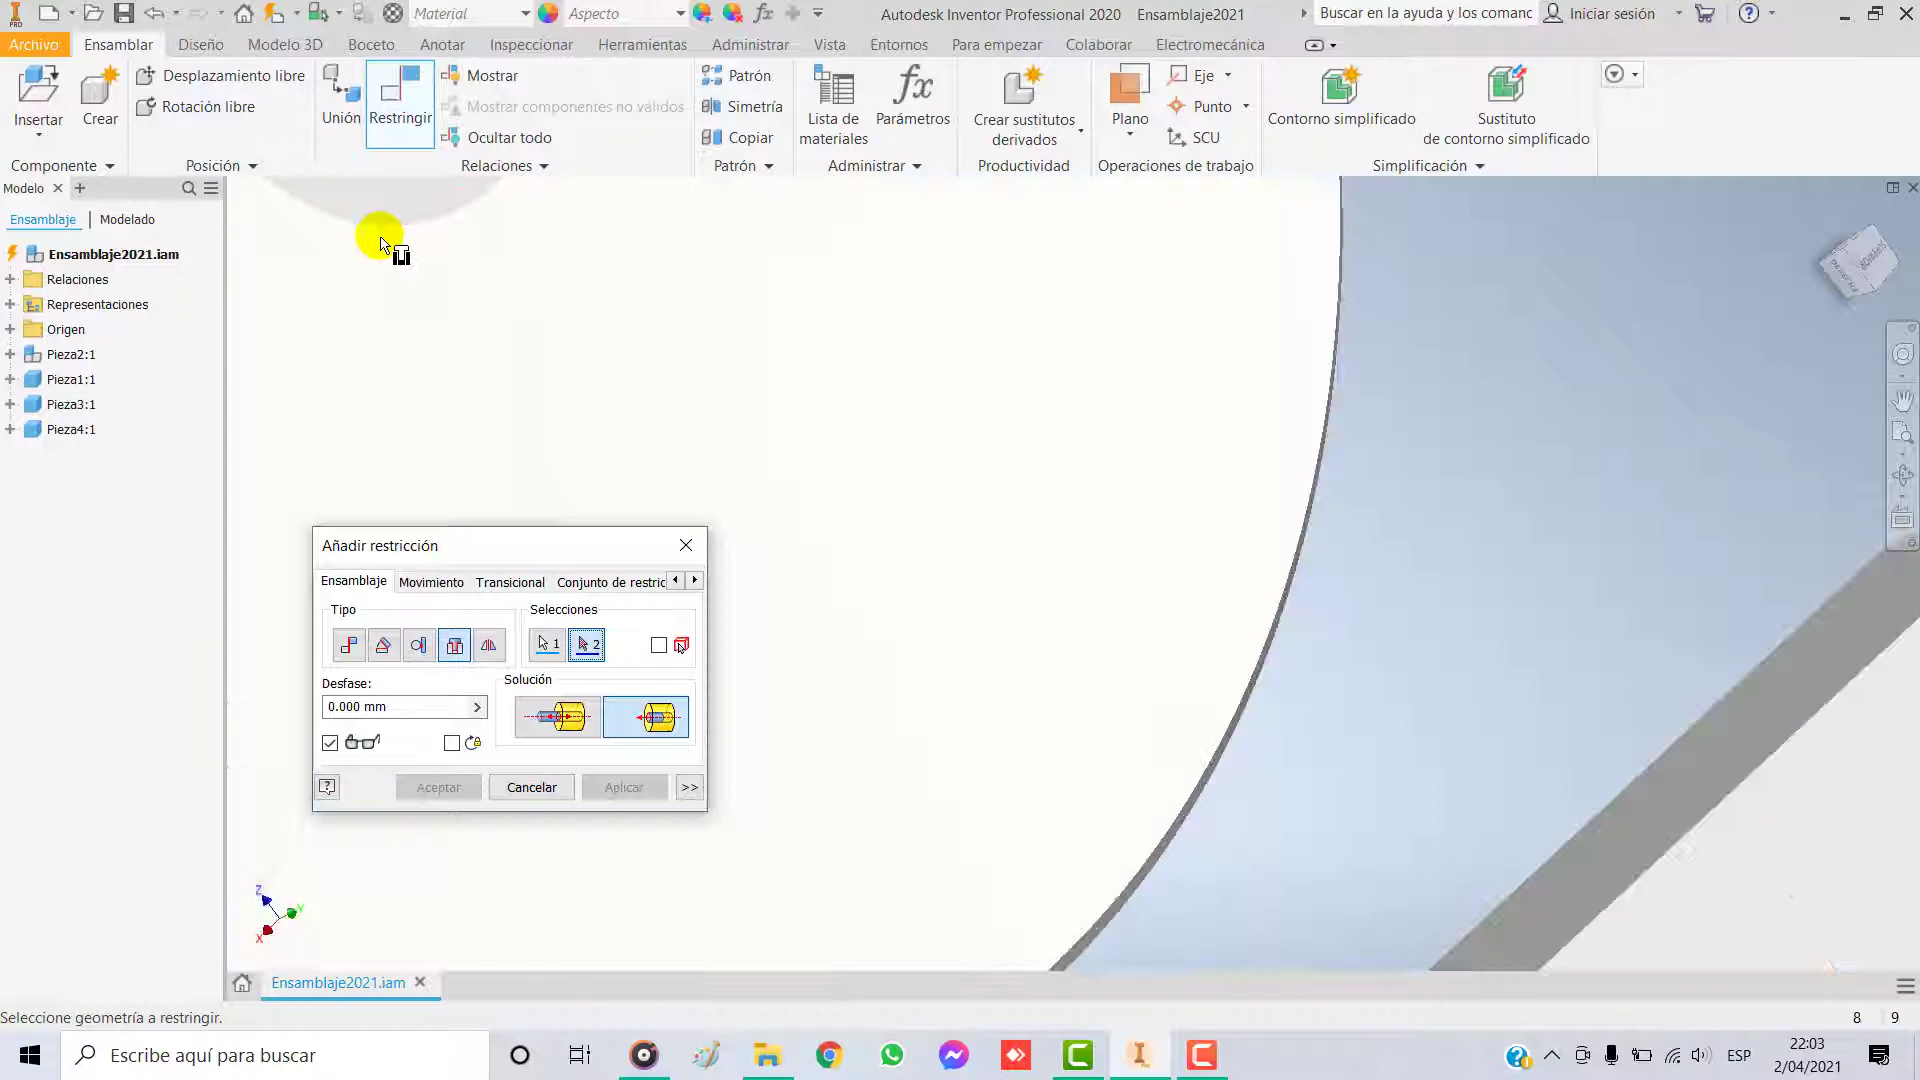 PRO
Material
Aspecto
Autodesk Inventor Professional 2020 Ensamblaje2021
Buscar en la ayuda y los comanc
Iniciar sesión
Archivo
Ensamblar
Diseño
Modelo 3D
Boceto
Anotar
Inspeccionar
Herramientas
Administrar
Vista
Entornos
Para empezar
Colaborar
Electromecánica
Insertar
Crear
Desplazamiento libre
Rotación libre
Unión
Restringir
Mostrar
Mostrar componentes no válidos
Ocultar todo
Patrón
Simetría
Copiar
Lista de
materiales
Parámetros
Crear sustitutos
derivados
Plano
Eje
Punto
SCU
Contorno simplificado
Sustituto
de contorno simplificado
Componente
Posición
Relaciones
Patrón
Administrar
Productividad
Operaciones de trabajo
Simplificación
Modelo
Ensamblaje
Modelado
Ensamblaje2021.iam
Relaciones
Representaciones
Origen
Pieza2:1
Pieza1:1
Pieza3:1
Pieza4:1
SUPERIOR
Añadir restricción
Ensamblaje
Movimiento
Transicional
Conjunto de restric
Tipo
Selecciones
1
2
Desfase:
0.000 mm
Solución
Aceptar
Cancelar
Aplicar
>>
Z
Y
X
Ensamblaje2021.iam
Seleccione geometría a restringir.
8
9
Escribe aquí para buscar
ESP
22:03
2/04/2021